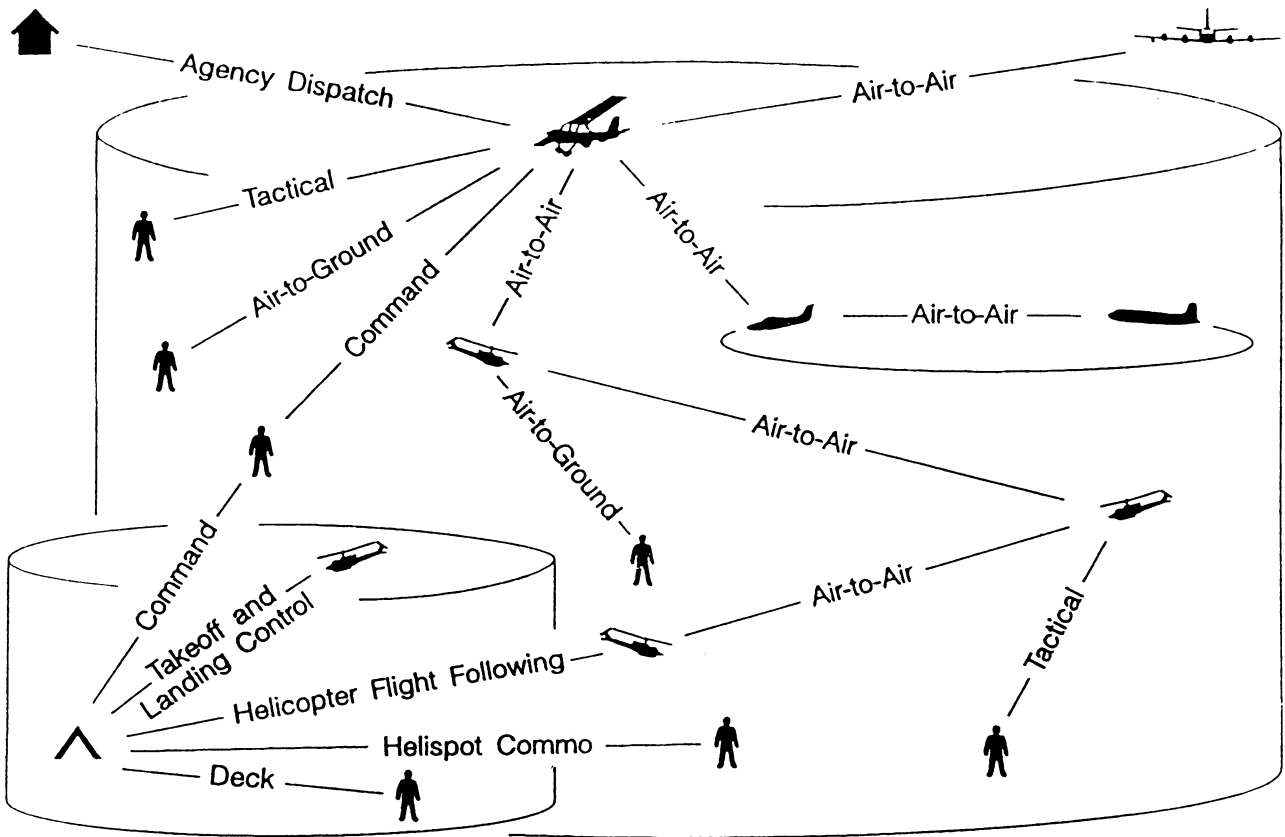 Agency Dispatch
Air-to-Air
Tactical
Air-to-Ground
Command
Air-to-Air
Air-to-Air
Air-to-Air
Air-to-Ground
Air-to-Air
Command
Takeoff and
Landing Control
Air-to-Air
Tactical
Helicopter Flight Following
Helispot Commo
Deck